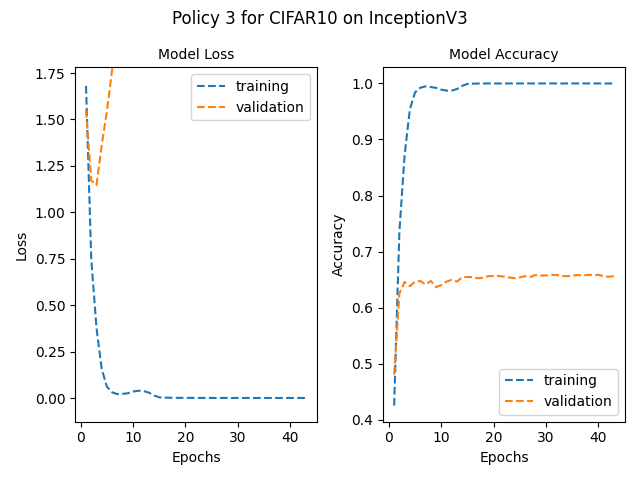 Policy 3 for CIFAR10 on InceptionV3
Model Loss
1.75
1.50
1.25
1.00
0.75
0.50
0.25
0.00
Loss
0
10
20
30
40
Epochs
training
validation
Model Accuracy
1.0
0.9
0.8
0.7
0.6
0.5
0.4
Accuracy
0
10
20
30
40
Epochs
training
validation